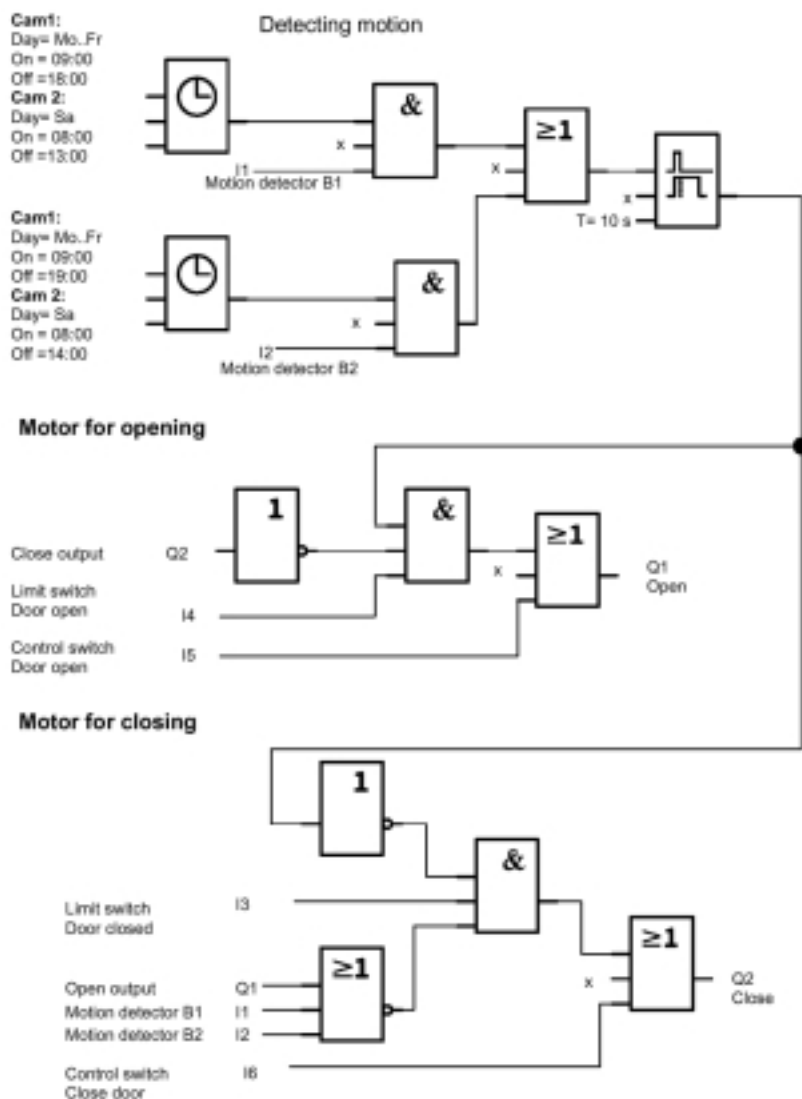 Detecting motion
Cam1:
Day= Mo..Fr
On = 09:00
Off =18:00
Cam 2:
Day= Sa
On = 08:00
Off =13:00
&
x
I1
Motion detector B1
≥1
x
x
T= 10 s
Cam1:
Day= Mo..Fr
On = 09:00
Off =19:00
Cam 2:
Day= Sa
On = 08:00
Off =14:00
&
x
I2
Motion detector B2
Motor for opening
1
&
≥1
Close output Q2
x
Q1
Open
Limit switch
Door open I4
Control switch I5
Door open
Motor for closing
1
&
Limit switch I3
Door closed
≥1
≥1
Open output Q1
Motion detector B1 I1
Motion detector B2 I2
x
Q2
Close
Control switch I6
Close door